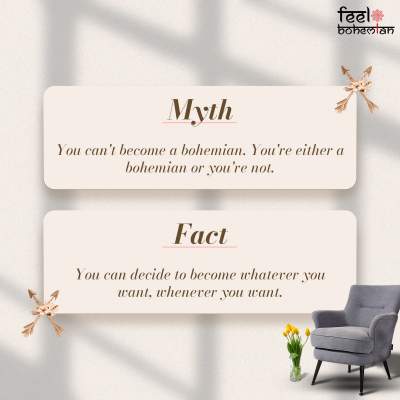 feel
bohemian
Myth
You can't become a bohemian. You're either a
bohemian or you're not.
Fact
You can decide to become whatever you
want, whenever you want.